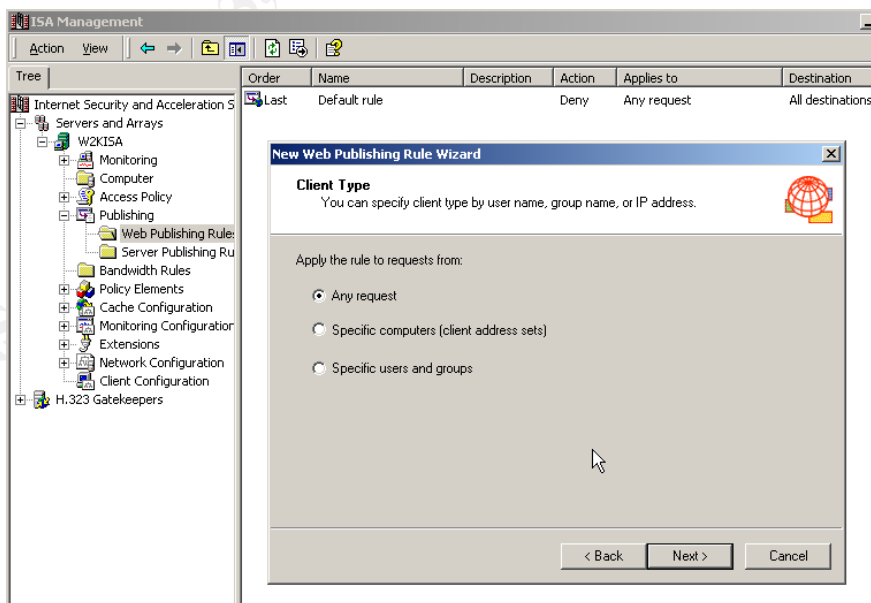 ISA Management
Action View
Tree
Order Name Description Action Applies to Destination
Last Default rule Deny Any request All destinations
Internet Security and Acceleration S
Servers and Arrays
W2KISA
Monitoring
Computer
Access Policy
Publishing
Web Publishing Rule
Server Publishing Ru
Bandwidth Rules
Policy Elements
Cache Configuration
Monitoring Configuration
Extensions
Network Configuration
Client Configuration
H.323 Gatekeepers
New Web Publishing Rule Wizard
Client Type
You can specify client type by user name, group name, or IP address.
Apply the rule to requests from:
Any request
Specific computers (client address sets)
Specific users and groups
< Back Next > Cancel